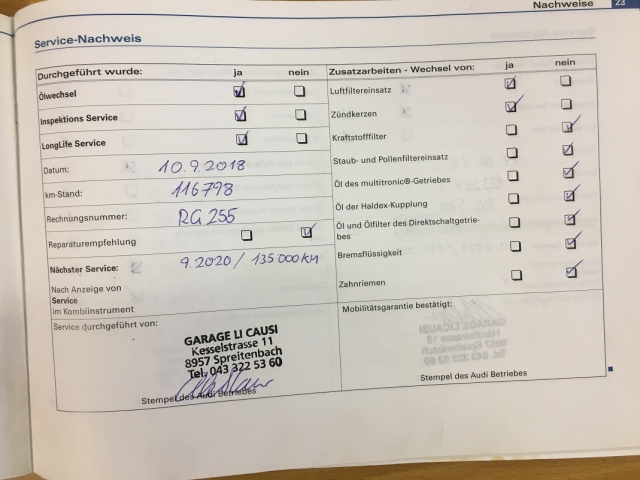 Nachweise 23
Service-Nachweis
Durchgeführt wurde: ja nein
Ölwechsel
Inspektions Service
LongLife Service
Datum: 10.9.2018
km-Stand: 116798
Rechnungsnummer: RG 255
Reparaturempfehlung
Nächster Service: 9.2020 / 135000 KM
Nach Anzeige von
Service
im Kombiinstrument
Service durchgeführt von:
GARAGE LI CAUSI
Kesselstrasse 11
8957 Spreitenbach
Tel. 043 322 53 60
Stempel des Audi Betriebes
Zusatzarbeiten - Wechsel von: ja nein
Luftfiltereinsatz
Zündkerzen
Kraftstofffilter
Staub- und Pollenfiltereinsatz
Öl des multitronic®-Getriebes
Öl der Haldex-Kupplung
Öl und Ölfilter des Direktschaltgetrie-
bes
Bremsflüssigkeit
Zahnriemen
Mobilitätsgarantie bestätigt:
Stempel des Audi Betriebes